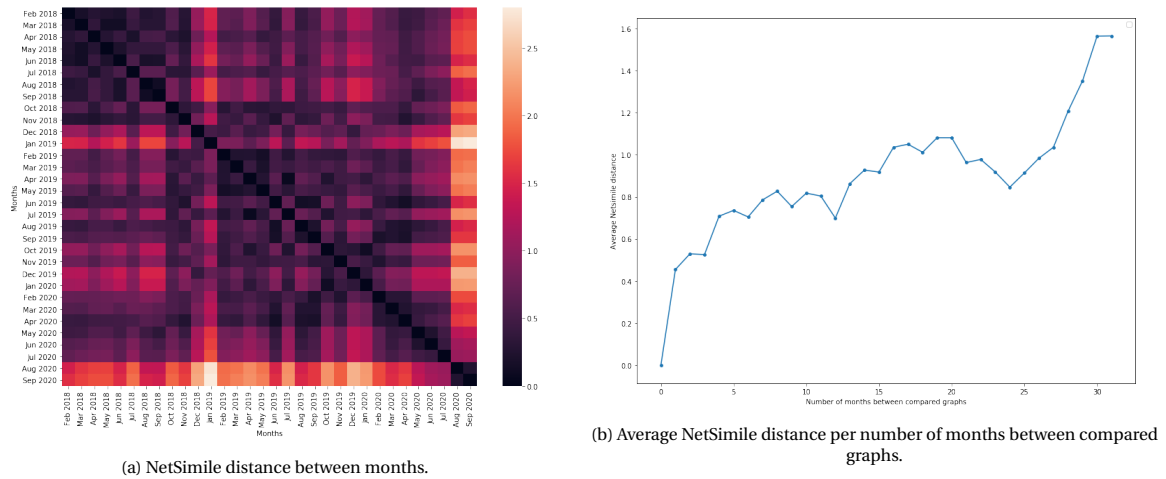 Feb 2018
Mar 2018
Apr 2018
May 2018
Jun 2018
Jul 2018
Aug 2018
Sep 2018
Oct 2018
Nov 2018
Dec 2018
Jan 2019
Feb 2019
Mar 2019
Apr 2019
May 2019
Jun 2019
Jul 2019
Aug 2019
Sep 2019
Oct 2019
Nov 2019
Dec 2019
Jan 2020
Feb 2020
Mar 2020
Apr 2020
May 2020
Jun 2020
Jul 2020
Aug 2020
Sep 2020
Months
Feb 2018
Mar 2018
Apr 2018
May 2018
Jun 2018
Jul 2018
Aug 2018
Sep 2018
Oct 2018
Nov 2018
Dec 2018
Jan 2019
Feb 2019
Mar 2019
Apr 2019
May 2019
Jun 2019
Jul 2019
Aug 2019
Sep 2019
Oct 2019
Nov 2019
Dec 2019
Jan 2020
Feb 2020
Mar 2020
Apr 2020
May 2020
Jun 2020
Jul 2020
Aug 2020
Sep 2020
Months
2.5
2.0
1.5
1.0
0.5
0.0
(a) NetSimile distance between months.
1.6
1.4
1.2
1.0
0.8
0.6
0.4
0.2
0.0
Average Netsimile distance
0
5
10
15
20
25
30
Number of months between compared graphs
(b) Average NetSimile distance per number of months between compared
graphs.